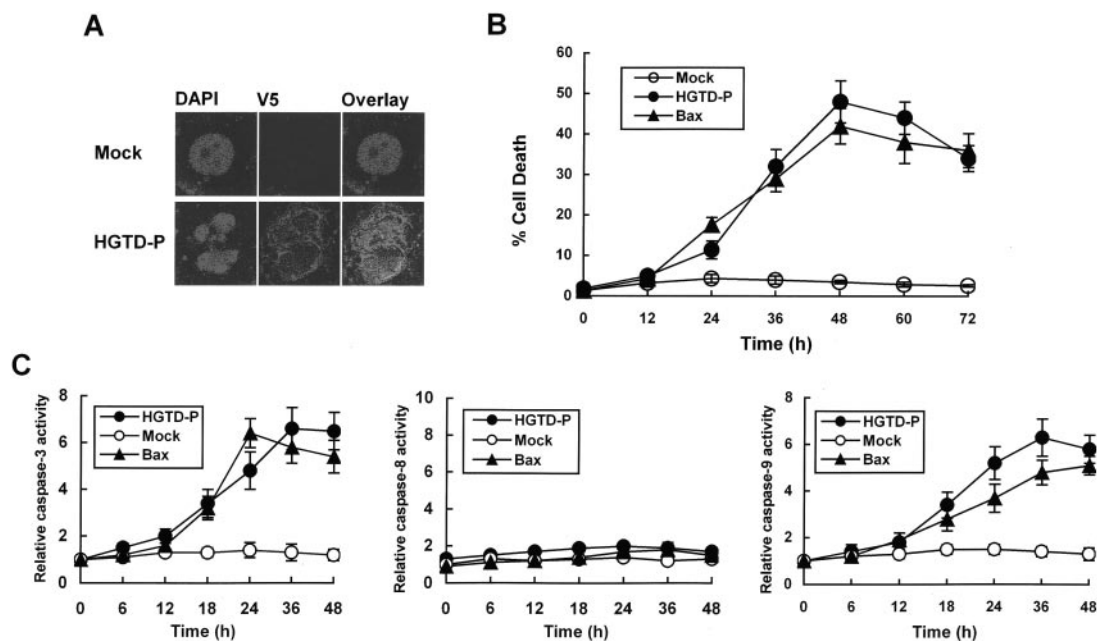 A
DAPI V5 Overlay
Mock
HGTD-P
B
% Cell Death
60
50
40
30
20
10
0
Mock
HGTD-P
Bax
0 12 24 36 48 60 72
Time (h)
C
Relative caspase-3 activity
8
6
4
2
0
HGTD-P
Mock
Bax
0 6 12 18 24 36 48
Time (h)
Relative caspase-8 activity
10
8
6
4
2
0
HGTD-P
Mock
Bax
0 6 12 18 24 36 48
Time (h)
Relative caspase-9 activity
8
6
4
2
0
HGTD-P
Mock
Bax
0 6 12 18 24 36 48
Time (h)